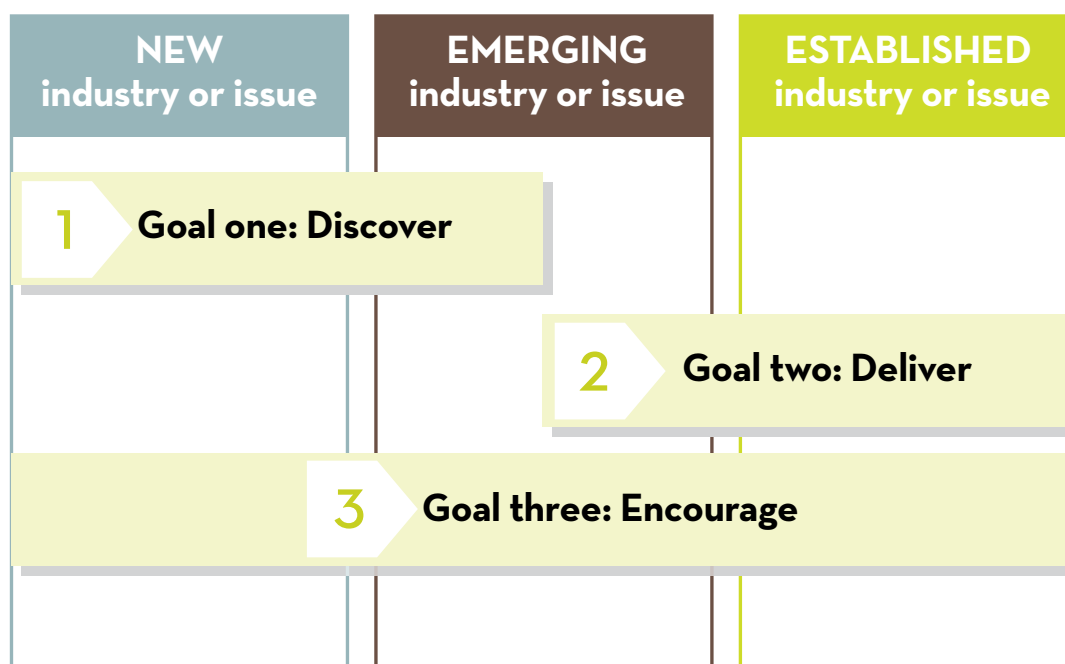 NEW
industry or issue
EMERGING
industry or issue
ESTABLISHED
industry or issue
1
Goal one: Discover
2
Goal two: Deliver
3
Goal three: Encourage